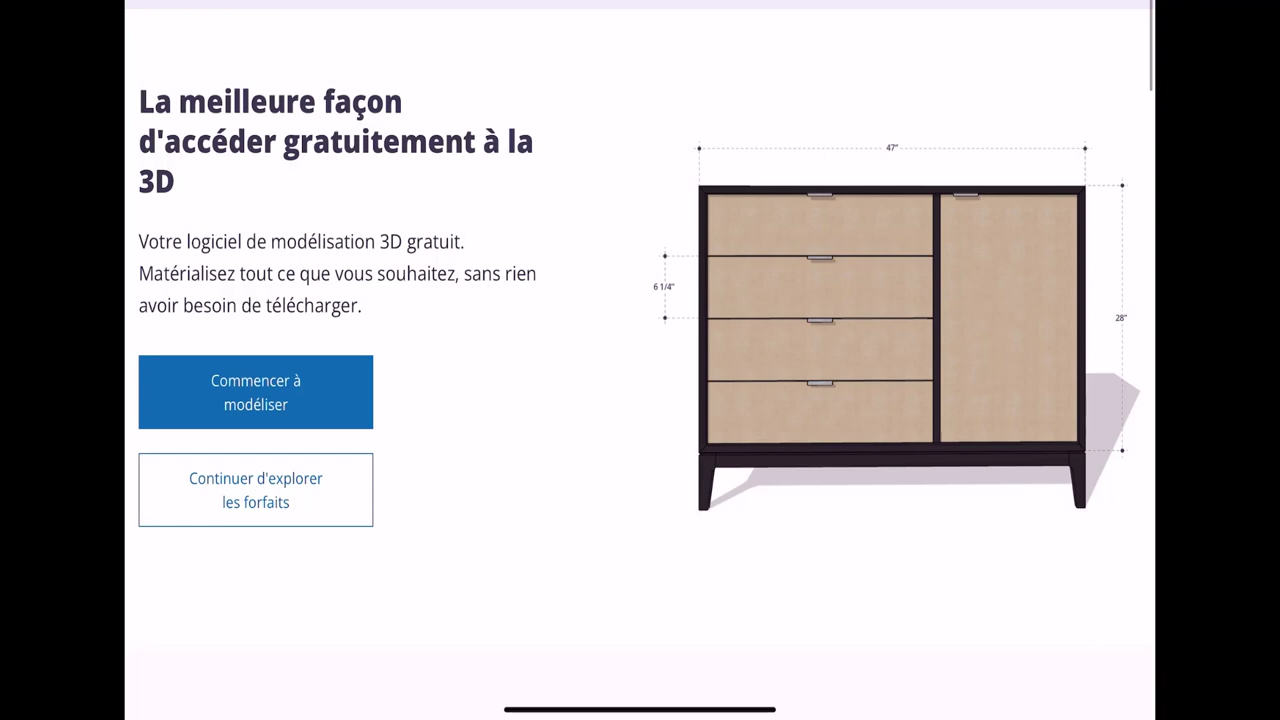 La meilleure façon
d'accéder gratuitement à la
3D
Votre logiciel de modélisation 3D gratuit.
Matérialisez tout ce que vous souhaitez, sans rien
avoir besoin de télécharger.
Commencer à
modéliser
Continuer d'explorer
les forfaits
47"
6 1/4"
28"